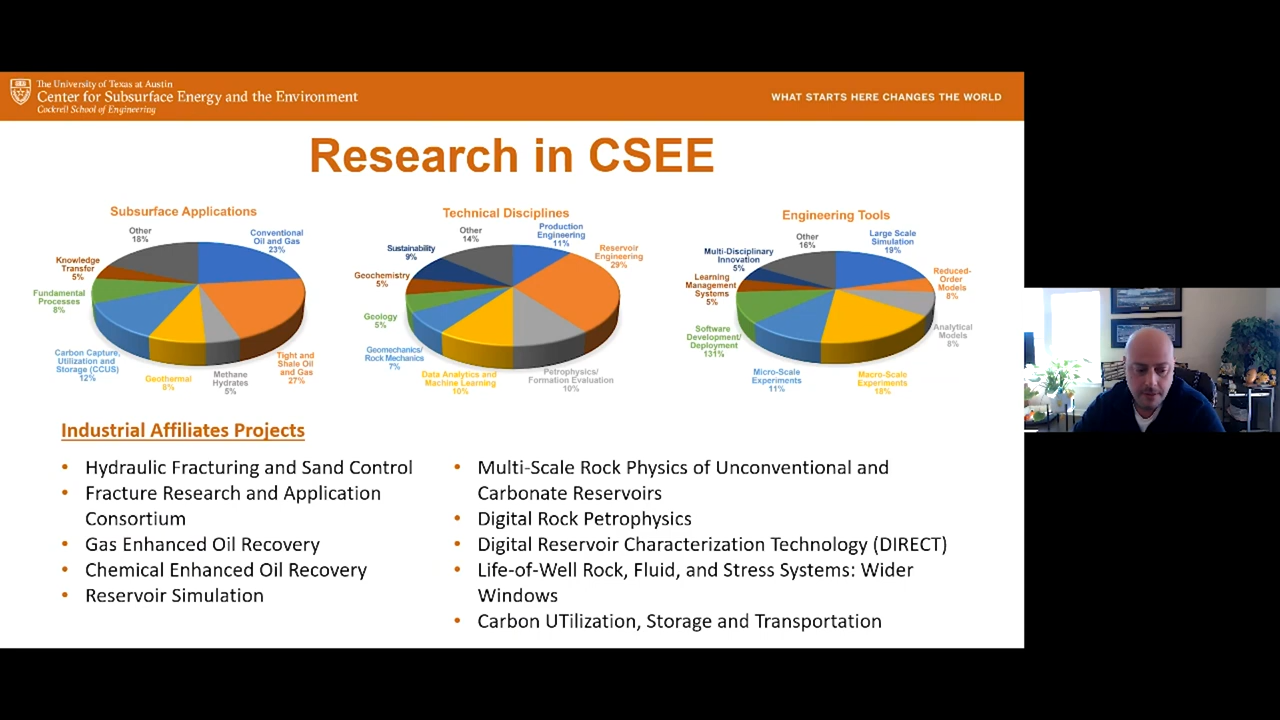 The University of Texas at Austin
Center for Subsurface Energy and the Environment
Cockrell School of Engineering
WHAT STARTS HERE CHANGES THE WORLD
Research in CSEE
Subsurface Applications
Other
18%
Conventional
Oil and Gas
23%
Knowledge
Transfer
5%
Fundamental
Processes
8%
Carbon Capture,
Utilization and
Storage (CCUS)
12%
Geothermal
8%
Methane
Hydrates
5%
Tight and
Shale Oil
and Gas
27%
Technical Disciplines
Other
14%
Production
Engineering
11%
Sustainability
9%
Reservoir
Engineering
29%
Geochemistry
5%
Geology
5%
Geomechanics/
Rock Mechanics
7%
Data Analytics and
Machine Learning
10%
Petrophysics/
Formation Evaluation
10%
Engineering Tools
Other
16%
Large Scale
Simulation
19%
Multi-Disciplinary
Innovation
5%
Reduced-
Order
Models
8%
Learning
Management
Systems
5%
Analytical
Models
8%
Software
Development/
Deployment
131%
Micro-Scale
Experiments
11%
Macro-Scale
Experiments
18%
Industrial Affiliates Projects
• Hydraulic Fracturing and Sand Control
• Fracture Research and Application
Consortium
• Gas Enhanced Oil Recovery
• Chemical Enhanced Oil Recovery
• Reservoir Simulation
• Multi-Scale Rock Physics of Unconventional and
Carbonate Reservoirs
• Digital Rock Petrophysics
• Digital Reservoir Characterization Technology (DIRECT)
• Life-of-Well Rock, Fluid, and Stress Systems: Wider
Windows
• Carbon UTilization, Storage and Transportation